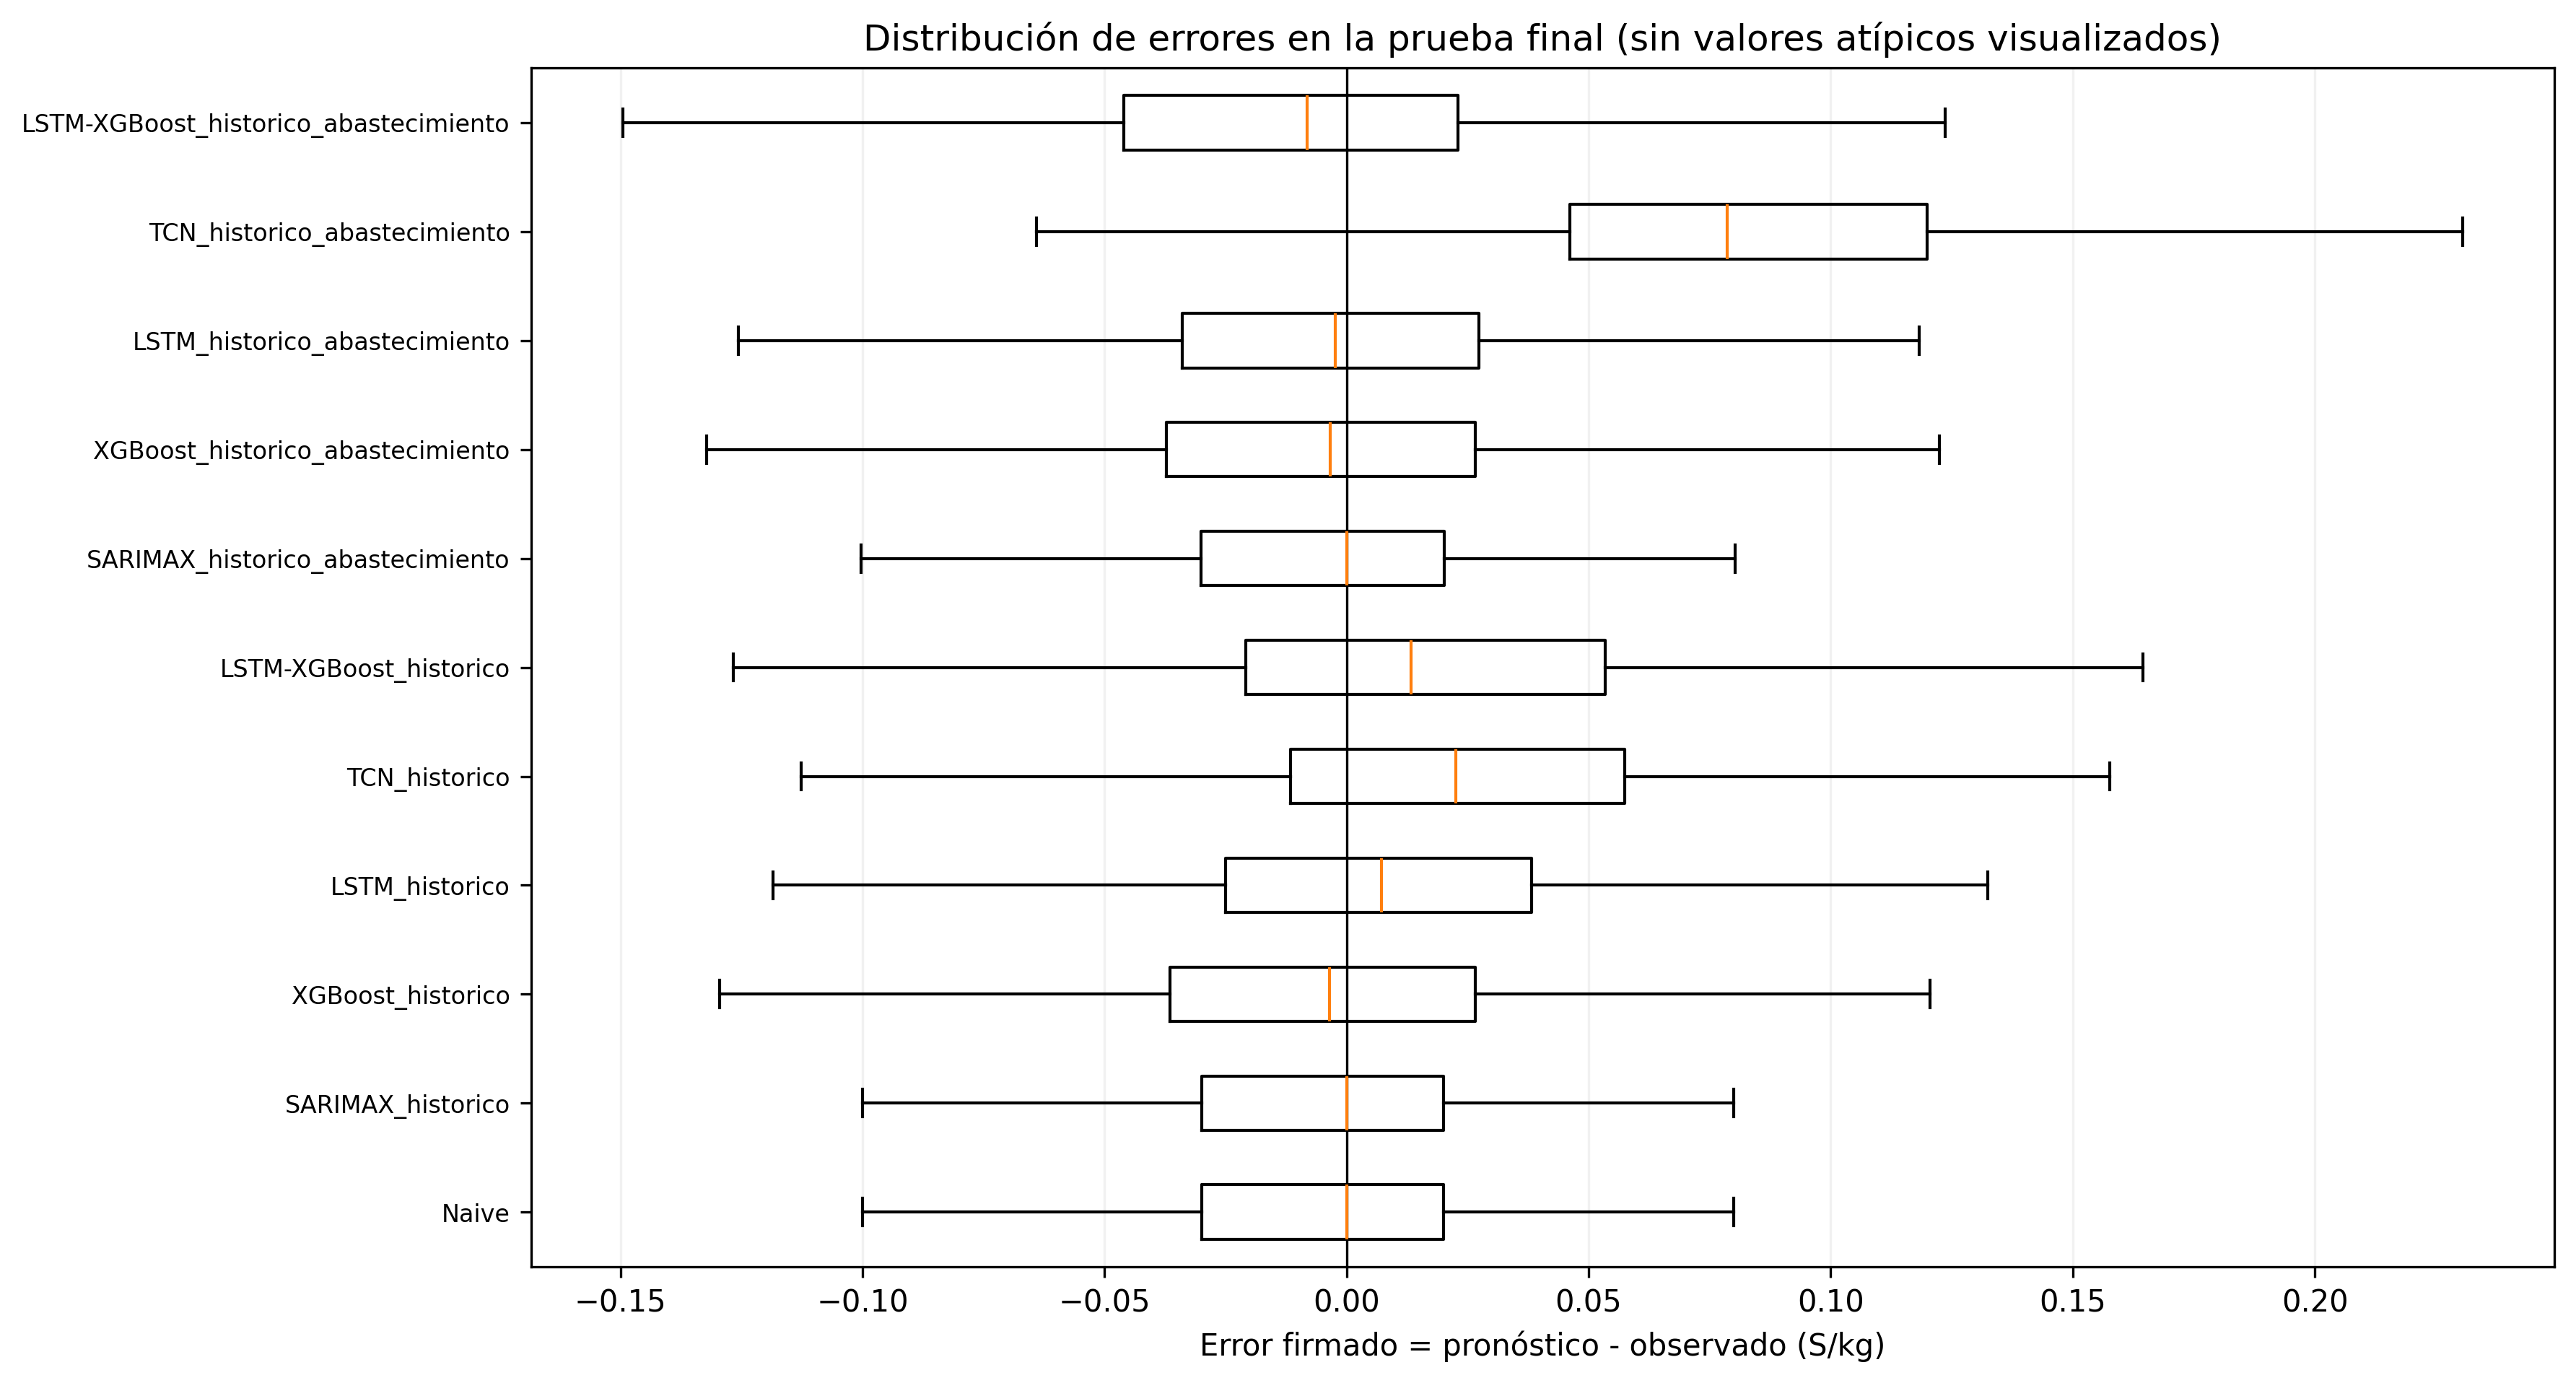 Distribución de errores en la prueba final (sin valores atípicos visualizados)
LSTM-XGBoost_historico_abastecimiento
TCN_historico_abastecimiento
LSTM_historico_abastecimiento
XGBoost_historico_abastecimiento
SARIMAX_historico_abastecimiento
LSTM-XGBoost_historico
TCN_historico
LSTM_historico
XGBoost_historico
SARIMAX_historico
Naive
−0.15 −0.10 −0.05 0.00 0.05 0.10 0.15 0.20
Error firmado = pronóstico - observado (S/kg)